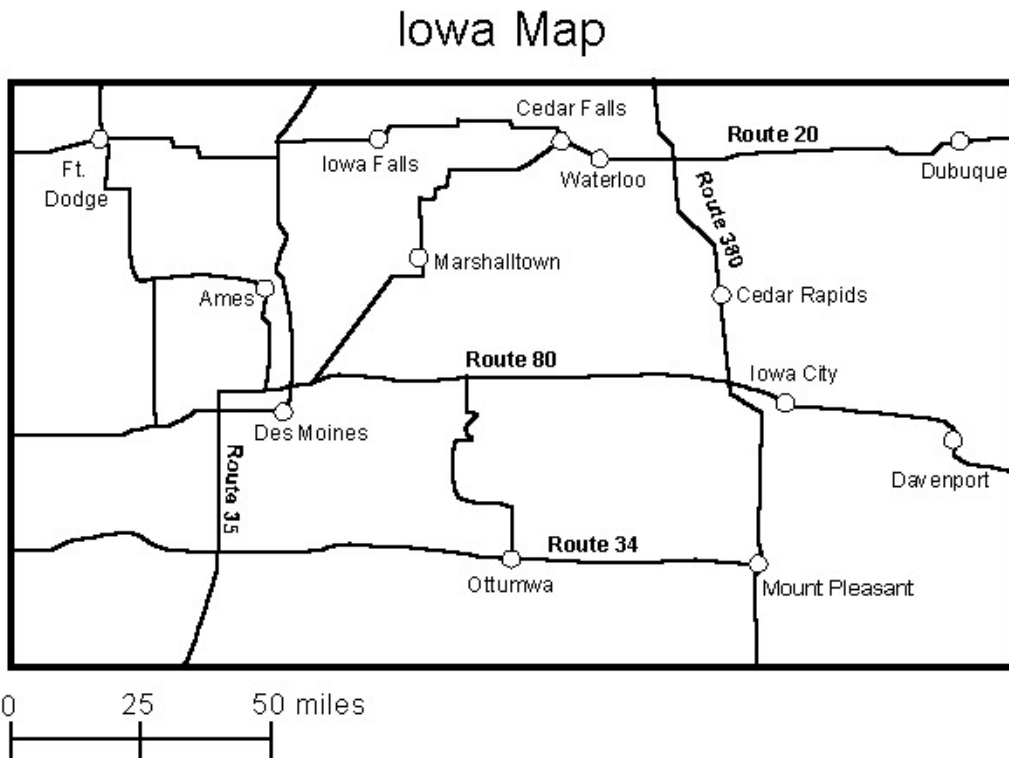 Iowa Map
Cedar Falls
Route 20
Iowa Falls
Waterloo
Dubuque
Ft.
Dodge
Route 380
Marshalltown
Ames
Cedar Rapids
Route 80
Iowa City
Des Moines
Route 35
Davenport
Route 34
Ottumwa
Mount Pleasant
0 25 50 miles